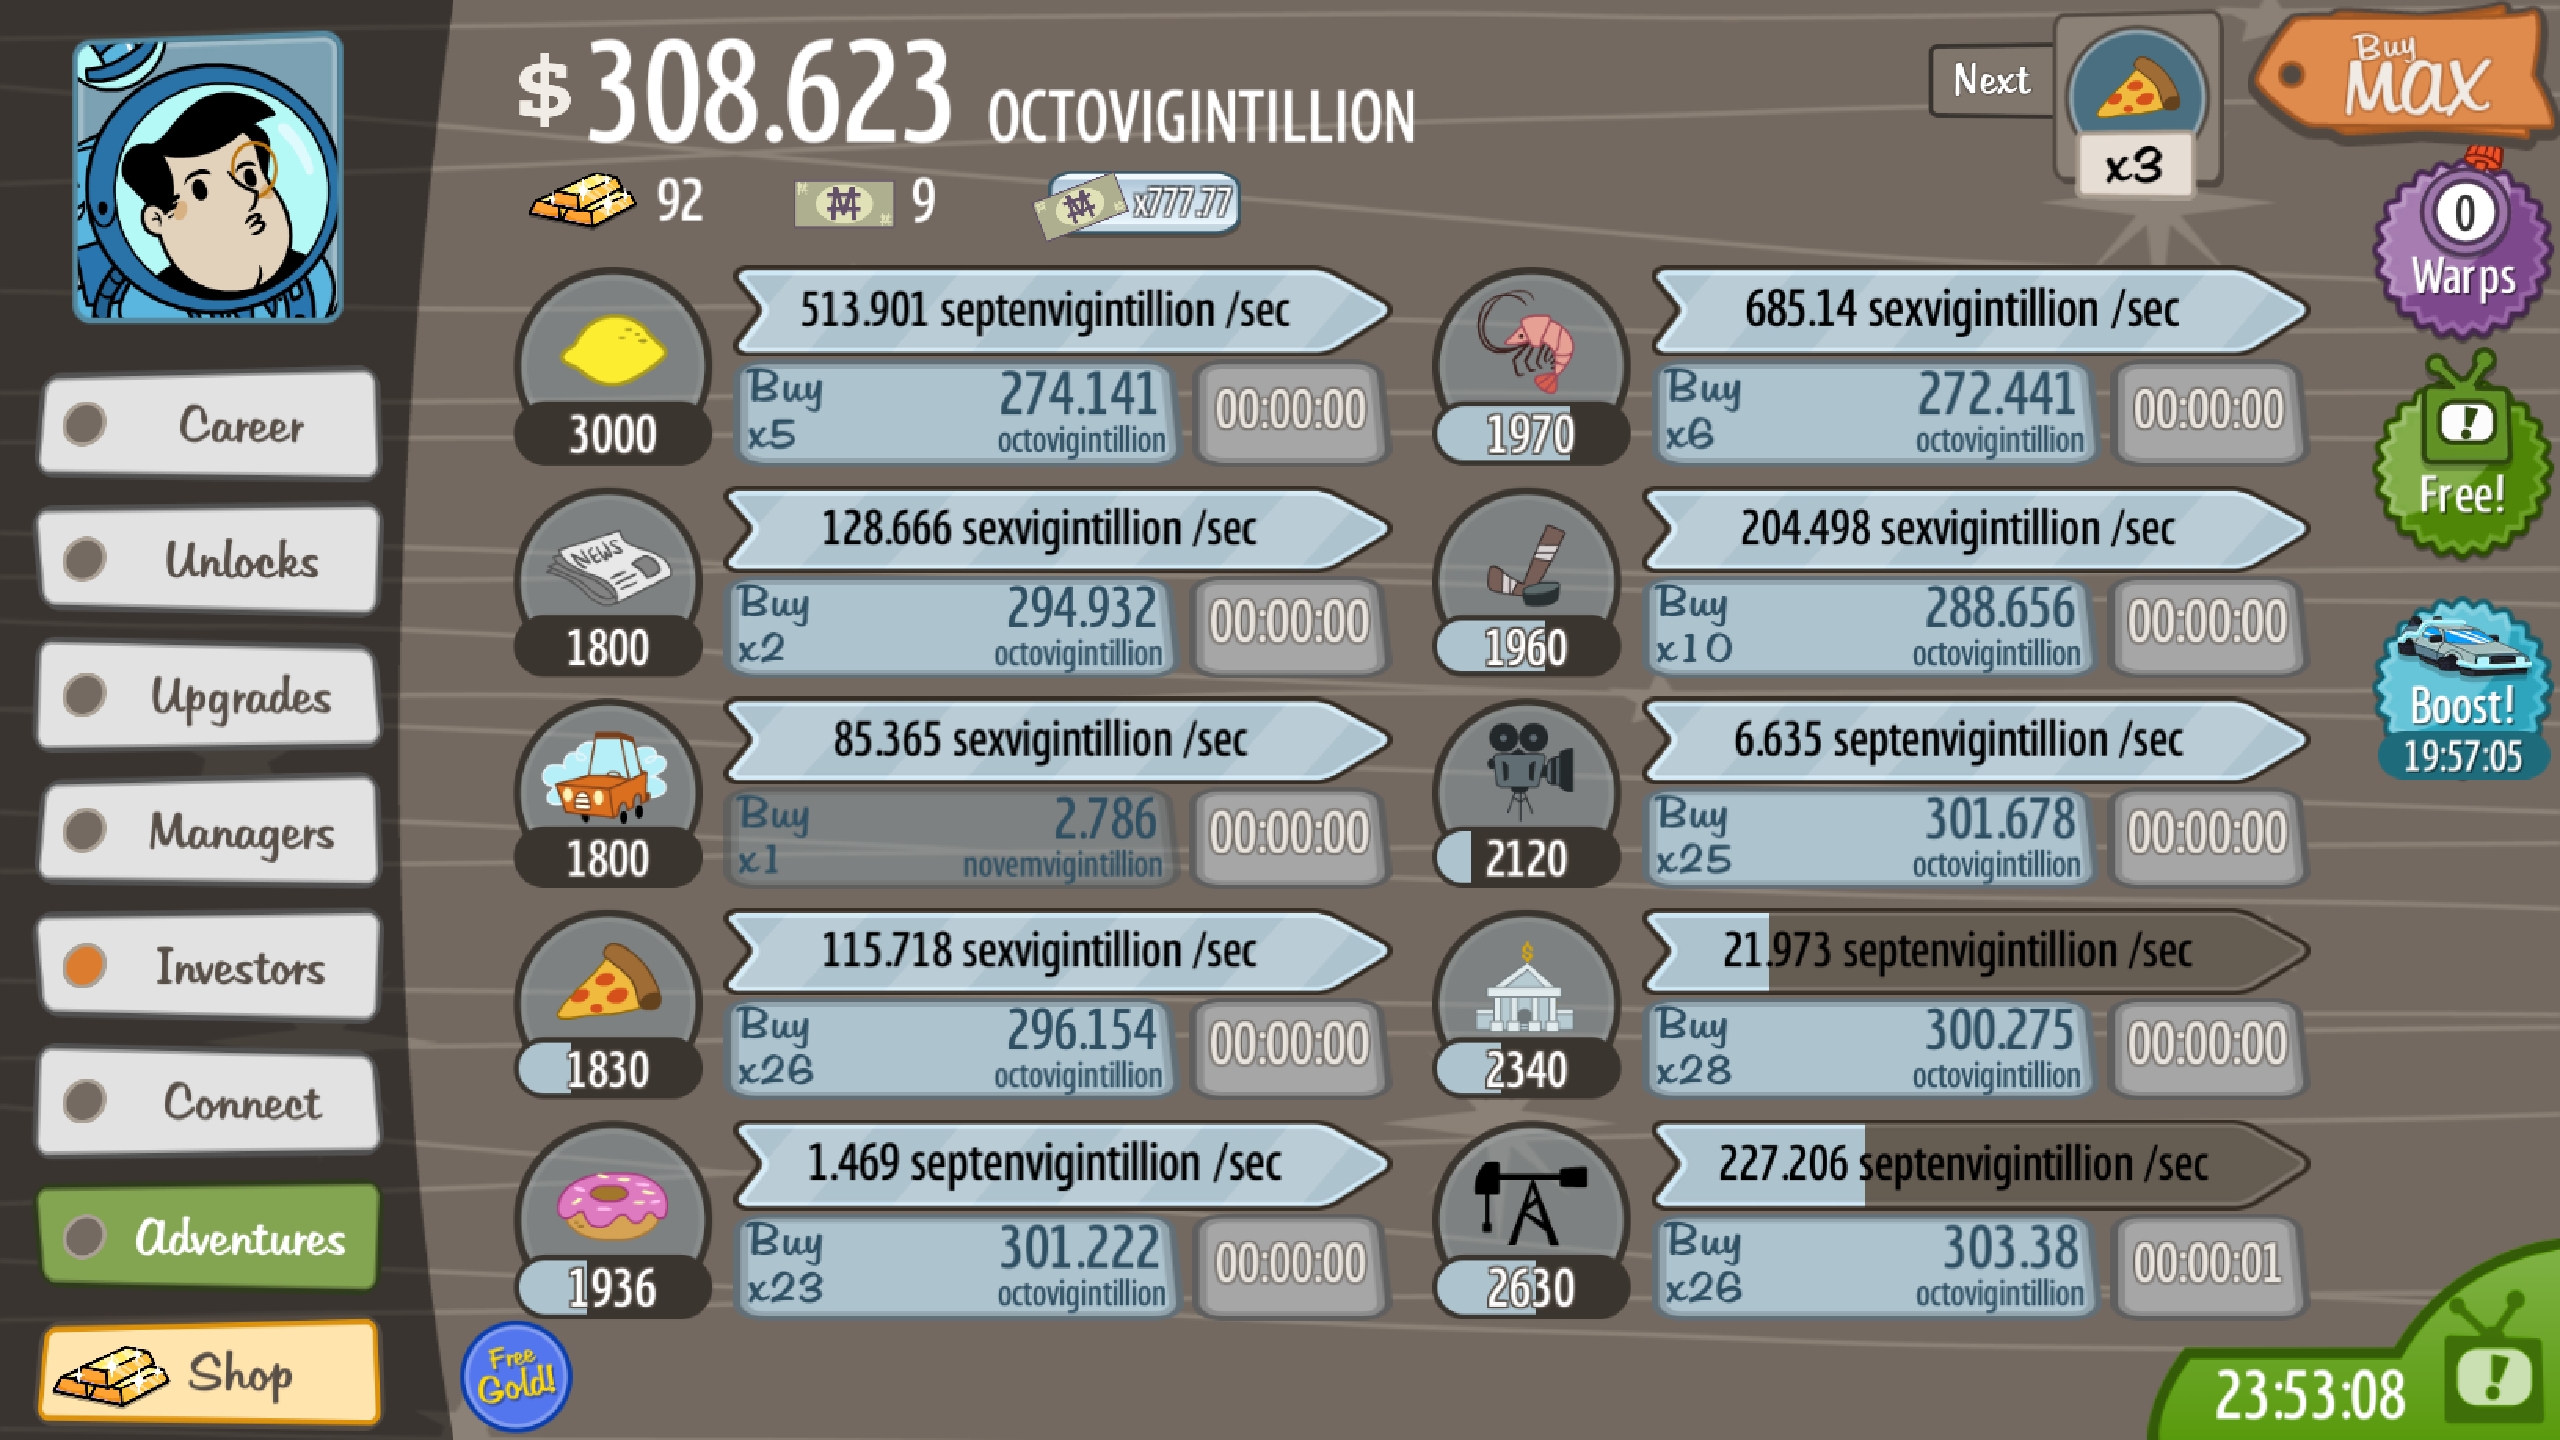 $ 308.623 OCTOVIGINTILLION
Next
x3
Buy
MAX
92
9
x777.77
0
Warps
Free!
Boost!
19:57:05
Career
Unlocks
Upgrades
Managers
Investors
Connect
Adventures
Shop
513.901 septenvigintillion /sec
3000
Buy
x5
274.141
octovigintillion
00:00:00
NEWS
128.666 sexvigintillion /sec
1800
Buy
x2
294.932
octovigintillion
00:00:00
85.365 sexvigintillion /sec
1800
Buy
x1
2.786
novemvigintillion
00:00:00
115.718 sexvigintillion /sec
1830
Buy
x26
296.154
octovigintillion
00:00:00
1.469 septenvigintillion /sec
1936
Buy
x23
301.222
octovigintillion
00:00:00
685.14 sexvigintillion /sec
1970
Buy
x6
272.441
octovigintillion
00:00:00
204.498 sexvigintillion /sec
1960
Buy
x10
288.656
octovigintillion
00:00:00
6.635 septenvigintillion /sec
2120
Buy
x25
301.678
octovigintillion
00:00:00
$
21.973 septenvigintillion /sec
2340
Buy
x28
300.275
octovigintillion
00:00:00
227.206 septenvigintillion /sec
2630
Buy
x26
303.38
octovigintillion
00:00:01
Free
Gold!
23:53:08